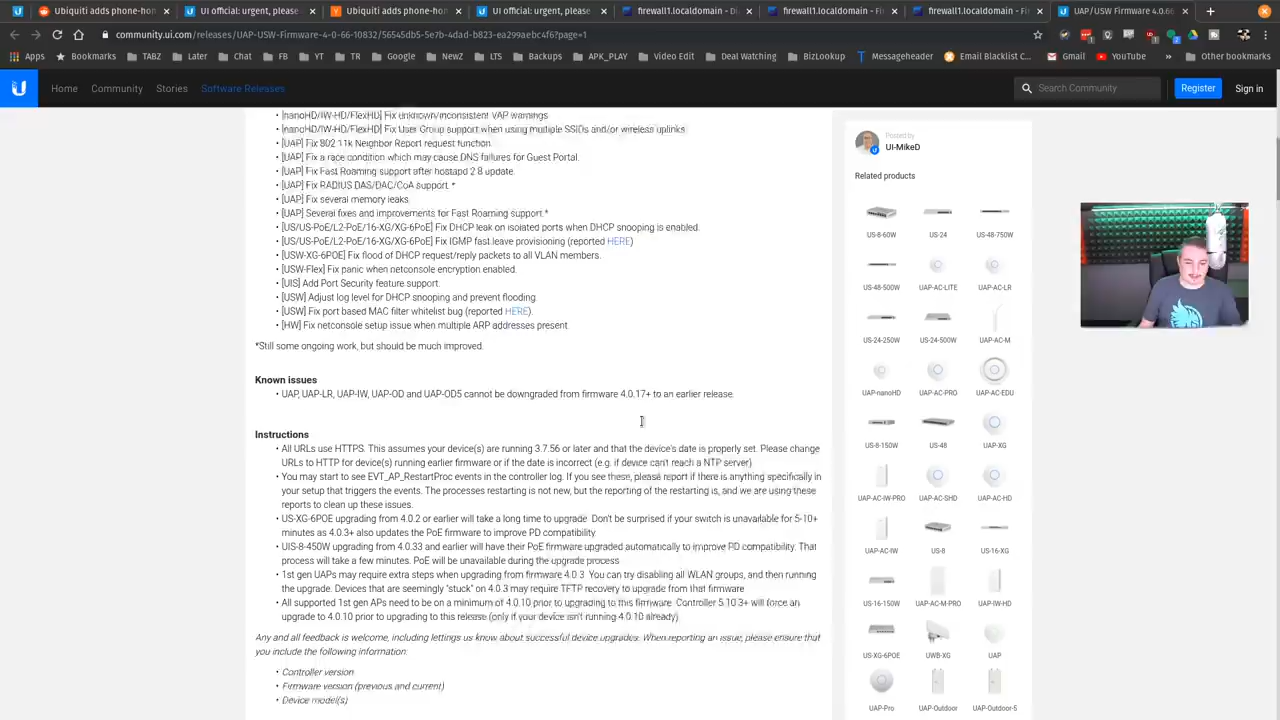 Ubiquiti adds phone-hon
UI official: urgent, please
Ubiquiti adds phone-hon
UI official: urgent, please
firewall1.localdomain - D
firewall1.localdomain - Fi
firewall1.localdomain - Fi
UAP/USW Firmware 4.0.66
community.ui.com/releases/UAP-USW-Firmware-4-0-66-10832/56545db5-5e7b-4dad-b823-ea299aebc4f6?page=1
Apps TABZ Later Chat FB YT TR Google NewZ LTS Backups APK_PLAY Video Edit Deal Watching BizLookup Messageheader Email Blacklist C... Gmail YouTube » Other bookmarks
Home Community Stories Software Releases Search Community Register Sign in
• [nanoHD/IW-HD/FlexHD] Fix unknown/inconsistent VAP warnings
• [nanoHD/IW-HD/FlexHD] Fix User Group support when using multiple SSIDs and/or wireless uplinks
• [UAP] Fix 802.11k Neighbor Report request function.
• [UAP] Fix a race condition which may cause DNS failures for Guest Portal.
• [UAP] Fix Fast Roaming support after hostapd 2.8 update.
• [UAP] Fix RADIUS DAS/DAC/CoA support. *
• [UAP] Fix several memory leaks.
• [UAP] Several fixes and improvements for Fast Roaming support.*
• [US/US-PoE/L2-PoE/16-XG/XG-6PoE] Fix DHCP leak on isolated ports when DHCP snooping is enabled.
• [US/US-PoE/L2-PoE/16-XG/XG-6PoE] Fix IGMP fast leave provisioning (reported HERE)
• [USW-XG-6POE] Fix flood of DHCP request/reply packets to all VLAN members.
• [USW-Flex] Fix panic when netconsole encryption enabled.
• [UIS] Add Port Security feature support.
• [USW] Adjust log level for DHCP snooping and prevent flooding.
• [USW] Fix port based MAC filter whitelist bug (reported HERE).
• [HW] Fix netconsole setup issue when multiple ARP addresses present.
*Still some ongoing work, but should be much improved.
Known issues
• UAP, UAP-LR, UAP-IW, UAP-OD and UAP-OD5 cannot be downgraded from firmware 4.0.17+ to an earlier release.
Instructions
• All URLs use HTTPS. This assumes your device(s) are running 3.7.56 or later and that the device's date is properly set. Please change
URLs to HTTP for device(s) running earlier firmware or if the date is incorrect (e.g. if device can't reach a NTP server)
• You may start to see EVT_AP_RestartProc events in the controller log. If you see these, please report if there is anything specifically in
your setup that triggers the events. The processes restarting is not new, but the reporting of the restarting is, and we are using these
reports to clean up these issues.
• US-XG-6POE upgrading from 4.0.2 or earlier will take a long time to upgrade. Don't be surprised if your switch is unavailable for 5-10+
minutes as 4.0.3+ also updates the PoE firmware to improve PD compatibility.
• UIS-8-450W upgrading from 4.0.33 and earlier will have their PoE firmware upgraded automatically to improve PD compatibility. That
process will take a few minutes. PoE will be unavailable during the upgrade process
• 1st gen UAPs may require extra steps when upgrading from firmware 4.0.3. You can try disabling all WLAN groups, and then running
the upgrade. Devices that are seemingly "stuck" on 4.0.3 may require TFTP recovery to upgrade from that firmware
• All supported 1st gen APs need to be on a minimum of 4.0.10 prior to upgrading to this firmware. Controller 5.10.3+ will force an
upgrade to 4.0.10 prior to upgrading to this release (only if your device isn't running 4.0.10 already)
Any and all feedback is welcome, including lettings us know about successful device upgrades. When reporting an issue, please ensure that
you include the following information:
• Controller version
• Firmware version (previous and current)
• Device model(s)
Posted by
UI-MikeD
Related products
US-8-60W US-24 US-48-750W
US-48-500W UAP-AC-LITE UAP-AC-LR
US-24-250W US-24-500W UAP-AC-M
UAP-nanoHD UAP-AC-PRO UAP-AC-EDU
US-8-150W US-48 UAP-XG
UAP-AC-IW-PRO UAP-AC-SHD UAP-AC-HD
UAP-AC-IW US-8 US-16-XG
US-16-150W UAP-AC-M-PRO UAP-IW-HD
US-XG-6POE UWB-XG UAP
UAP-Pro UAP-Outdoor UAP-Outdoor-5